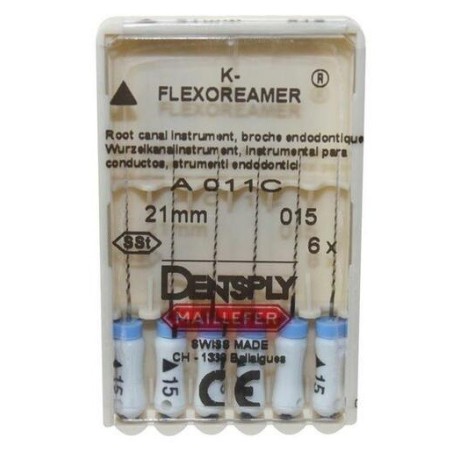 K-
FLEXOREAMER ®
Root canal instrument, broche endodontique
Wurzelkanalinstrument, instrumental para
conductos, strumenti endodontici
A 011C
21mm 015
SSt 6 x
DENTSPLY
MAILLEFER
SWISS MADE
CH - 1338 Ballaigues
CE
15 15 15